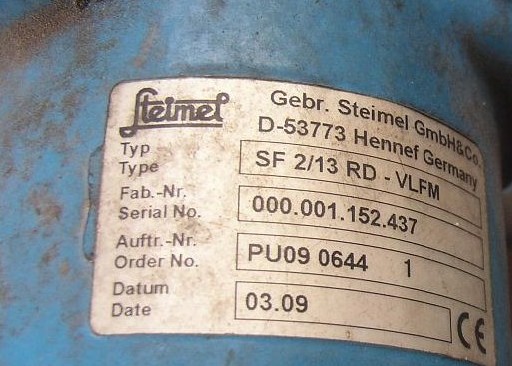 Steimel
Gebr. Steimel GmbH&Co.
D-53773 Hennef Germany
Typ
Type
SF 2/13 RD - VLFM
Fab.-Nr.
Serial No.
000.001.152.437
Auftr.-Nr.
Order No.
PU09 0644 1
Datum
Date
03.09
CE